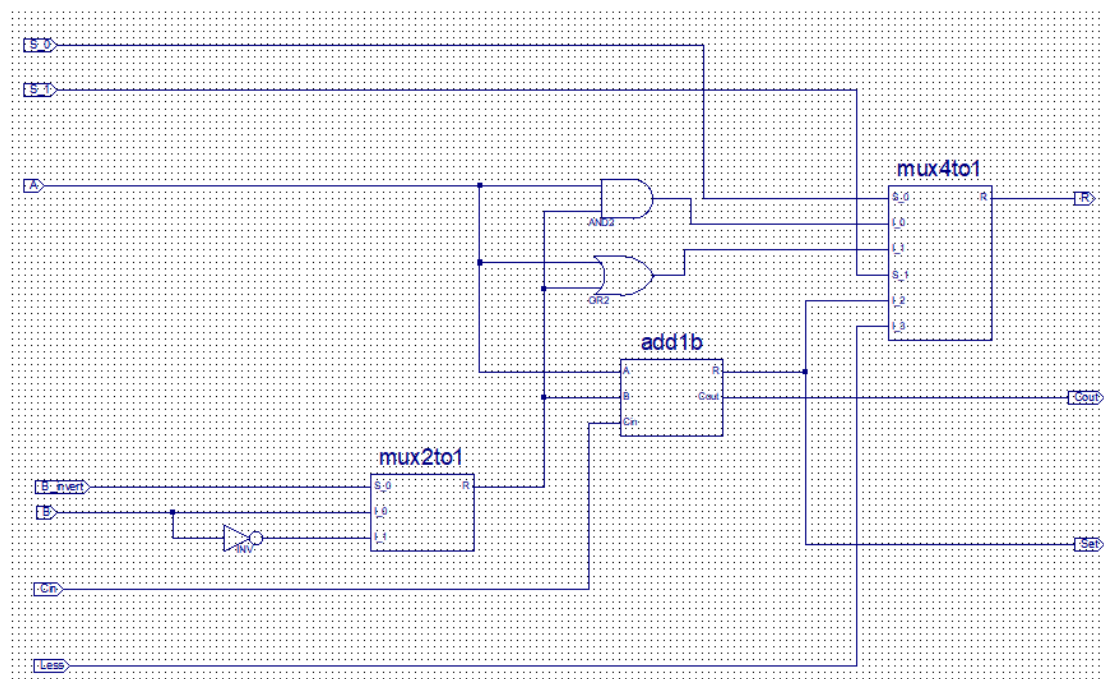 S_0
S_1
mux4to1
A
S_0 R
R
I_0
AND2
I_1
S_1
OR2
I_2
I_3
add1b
A R
B Cout
Cout
Cin
mux2to1
B_invert
S_0 R
B
I_0
I_1
INV
Set
Cin
Less